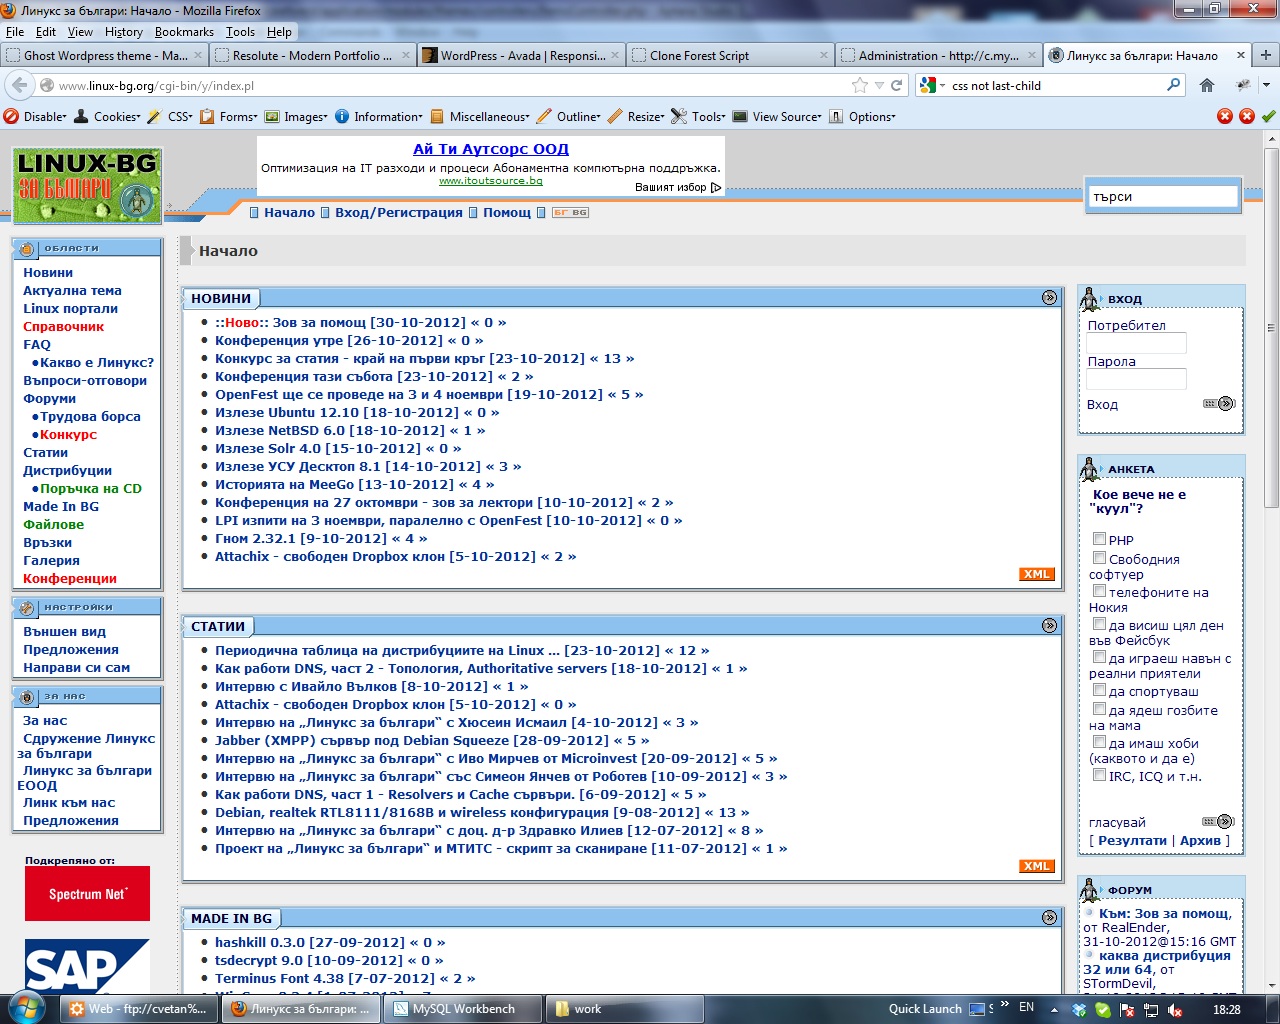 Линукс за българи: Начало - Mozilla Firefox
File Edit View History Bookmarks Tools Help
Ghost Wordpress theme - Ma...
Resolute - Modern Portfolio ...
WordPress - Avada | Responsi...
Clone Forest Script
Administration - http://c.my...
Линукс за българи: Начало
www.linux-bg.org/cgi-bin/y/index.pl
css not last-child
Disable Cookies CSS Forms Images Information Miscellaneous Outline Resize Tools View Source Options
LINUX-BG
ЗА БЪЛГАРИ
Ай Ти Аутсорс ООД
Оптимизация на IT разходи и процеси Абонаментна компютърна поддръжка.
www.itoutsource.bg
Вашият избор
търси
Начало Вход/Регистрация Помощ БГ BG
ОБЛАСТИ
Новини
Актуална тема
Linux портали
Справочник
FAQ
•Какво е Линукс?
Въпроси-отговори
Форуми
•Трудова борса
•Конкурс
Статии
Дистрибуции
•Поръчка на CD
Made In BG
Файлове
Връзки
Галерия
Конференции
НАСТРОЙКИ
Външен вид
Предложения
Направи си сам
ЗА НАС
За нас
Сдружение Линукс
за българи
Линукс за българи
ЕООД
Линк към нас
Предложения
Подкрепяно от:
Spectrum Net
SAP
Начало
НОВИНИ
• ::Ново:: Зов за помощ [30-10-2012] « 0 »
• Конференция утре [26-10-2012] « 0 »
• Конкурс за статия - край на първи кръг [23-10-2012] « 13 »
• Конференция тази събота [23-10-2012] « 2 »
• OpenFest ще се проведе на 3 и 4 ноември [19-10-2012] « 5 »
• Излезе Ubuntu 12.10 [18-10-2012] « 0 »
• Излезе NetBSD 6.0 [18-10-2012] « 1 »
• Излезе Solr 4.0 [15-10-2012] « 0 »
• Излезе УСУ Десктоп 8.1 [14-10-2012] « 3 »
• Историята на MeeGo [13-10-2012] « 4 »
• Конференция на 27 октомври - зов за лектори [10-10-2012] « 2 »
• LPI изпити на 3 ноември, паралелно с OpenFest [10-10-2012] « 0 »
• Гном 2.32.1 [9-10-2012] « 4 »
• Attachix - свободен Dropbox клон [5-10-2012] « 2 »
XML
СТАТИИ
• Периодична таблица на дистрибуциите на Linux ... [23-10-2012] « 12 »
• Как работи DNS, част 2 - Топология, Authoritative servers [18-10-2012] « 1 »
• Интервю с Ивайло Вълков [8-10-2012] « 1 »
• Attachix - свободен Dropbox клон [5-10-2012] « 0 »
• Интервю на „Линукс за българи“ с Хюсеин Исмаил [4-10-2012] « 3 »
• Jabber (XMPP) сървър под Debian Squeeze [28-09-2012] « 5 »
• Интервю на „Линукс за българи“ с Иво Мирчев от Microinvest [20-09-2012] « 5 »
• Интервю на „Линукс за българи“ със Симеон Янчев от Роботев [10-09-2012] « 3 »
• Как работи DNS, част 1 - Resolvers и Cache сървъри. [6-09-2012] « 5 »
• Debian, realtek RTL8111/8168B и wireless конфигурация [9-08-2012] « 13 »
• Интервю на „Линукс за българи“ с доц. д-р Здравко Илиев [12-07-2012] « 8 »
• Проект на „Линукс за българи“ и МТИТС - скрипт за сканиране [11-07-2012] « 1 »
XML
MADE IN BG
• hashkill 0.3.0 [27-09-2012] « 0 »
• tsdecrypt 9.0 [10-09-2012] « 0 »
• Terminus Font 4.38 [7-07-2012] « 2 »
ВХОД
Потребител
Парола
Вход
АНКЕТА
Кое вече не е
"куул"?
PHP
Свободния
софтуер
телефоните на
Нокия
да висиш цял ден
във Фейсбук
да играеш навън с
реални приятели
да спортуваш
да ядеш гозбите
на мама
да имаш хоби
(каквото и да е)
IRC, ICQ и т.н.
гласувай
[ Резултати | Архив ]
ФОРУМ
Към: Зов за помощ,
от RealEnder,
31-10-2012@15:16 GMT
каква дистрибуция
32 или 64, от
STormDevil,
Web - ftp://cvetan%...
Линукс за българи: ...
MySQL Workbench
work
Quick Launch
EN
18:28